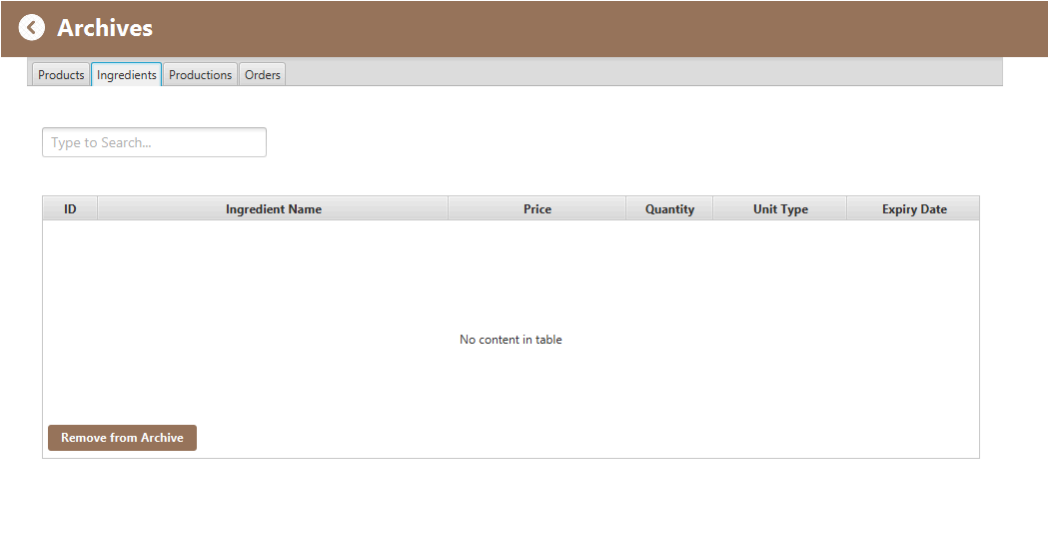 Archives
Products Ingredients Productions Orders
Type to Search...
ID Ingredient Name Price Quantity Unit Type Expiry Date
No content in table
Remove from Archive